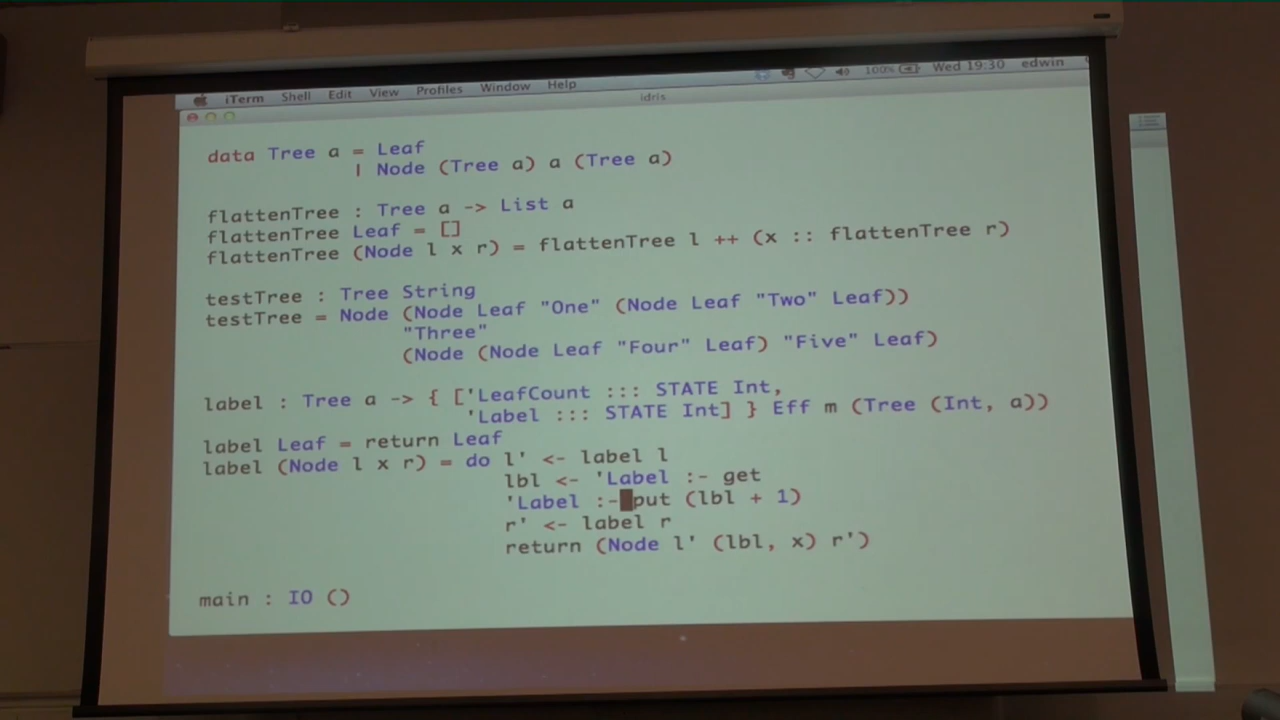 iTerm Shell Edit View Profiles Window Help 100% Wed 19:30 edwin
idris
data Tree a = Leaf
| Node (Tree a) a (Tree a)
flattenTree : Tree a -> List a
flattenTree Leaf = []
flattenTree (Node l x r) = flattenTree l ++ (x :: flattenTree r)
testTree : Tree String
testTree = Node (Node Leaf "One" (Node Leaf "Two" Leaf))
"Three"
(Node (Node Leaf "Four" Leaf) "Five" Leaf)
label : Tree a -> { ['LeafCount ::: STATE Int,
'Label ::: STATE Int] } Eff m (Tree (Int, a))
label Leaf = return Leaf
label (Node l x r) = do l' <- label l
lbl <- 'Label :- get
'Label :- put (lbl + 1)
r' <- label r
return (Node l' (lbl, x) r')
main : IO ()